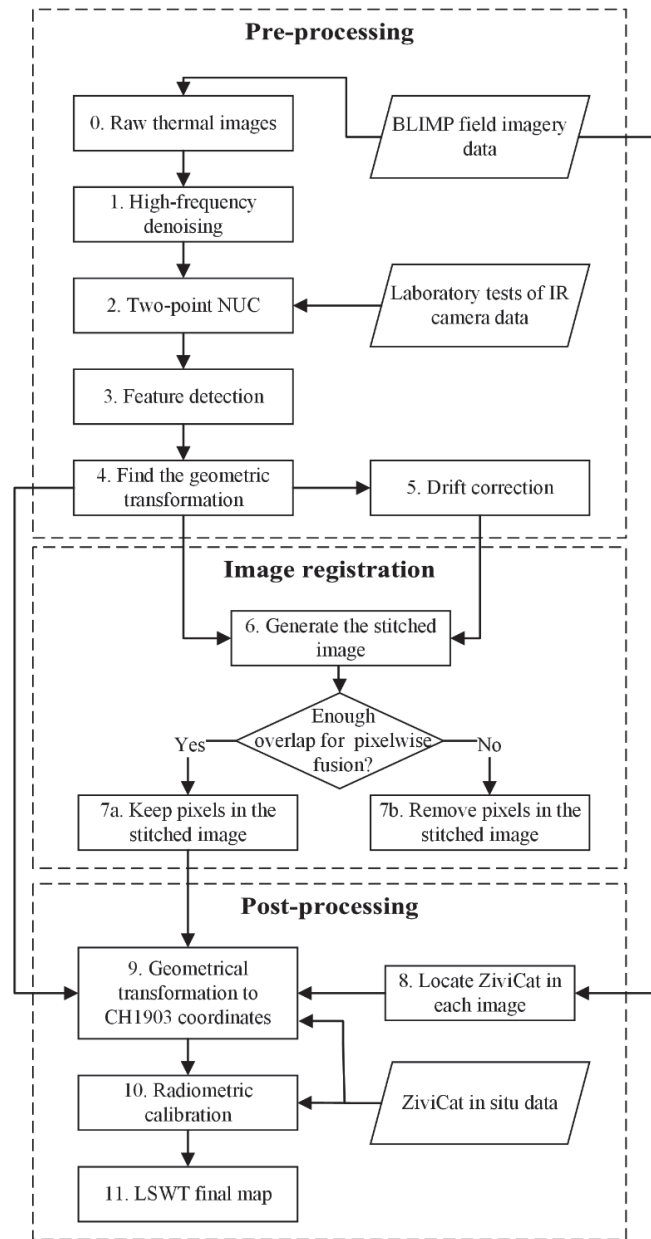 Pre-processing
0. Raw thermal images
BLIMP field imagery
data
1. High-frequency
denoising
2. Two-point NUC
Laboratory tests of IR
camera data
3. Feature detection
4. Find the geometric
transformation
5. Drift correction
Image registration
6. Generate the stitched
image
Enough
overlap for pixelwise
fusion?
Yes
No
7a. Keep pixels in the
stitched image
7b. Remove pixels in the
stitched image
Post-processing
9. Geometrical
transformation to
CH1903 coordinates
8. Locate ZiviCat in
each image
10. Radiometric
calibration
ZiviCat in situ data
11. LSWT final map